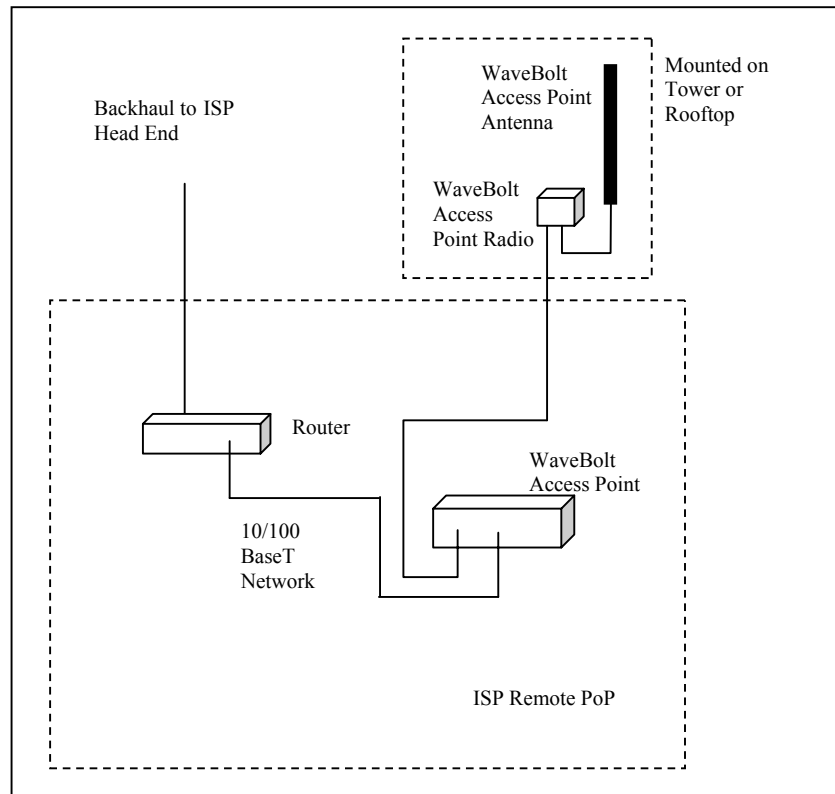 Backhaul to ISP
Head End
WaveBolt
Access Point
Antenna
Mounted on
Tower or
Rooftop
WaveBolt
Access
Point Radio
Router
WaveBolt
Access Point
10/100
BaseT
Network
ISP Remote PoP